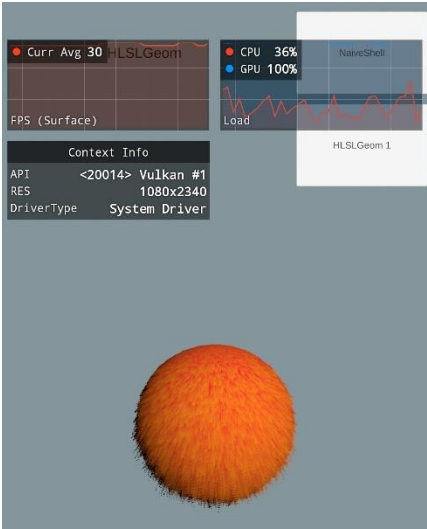 Curr Avg 30
HLSLGeom
FPS (Surface)
CPU 36%
GPU 100%
NaiveShell
Load
HLSLGeom 1
Context Info
API <20014> Vulkan #1
RES 1080x2340
DriverType System Driver